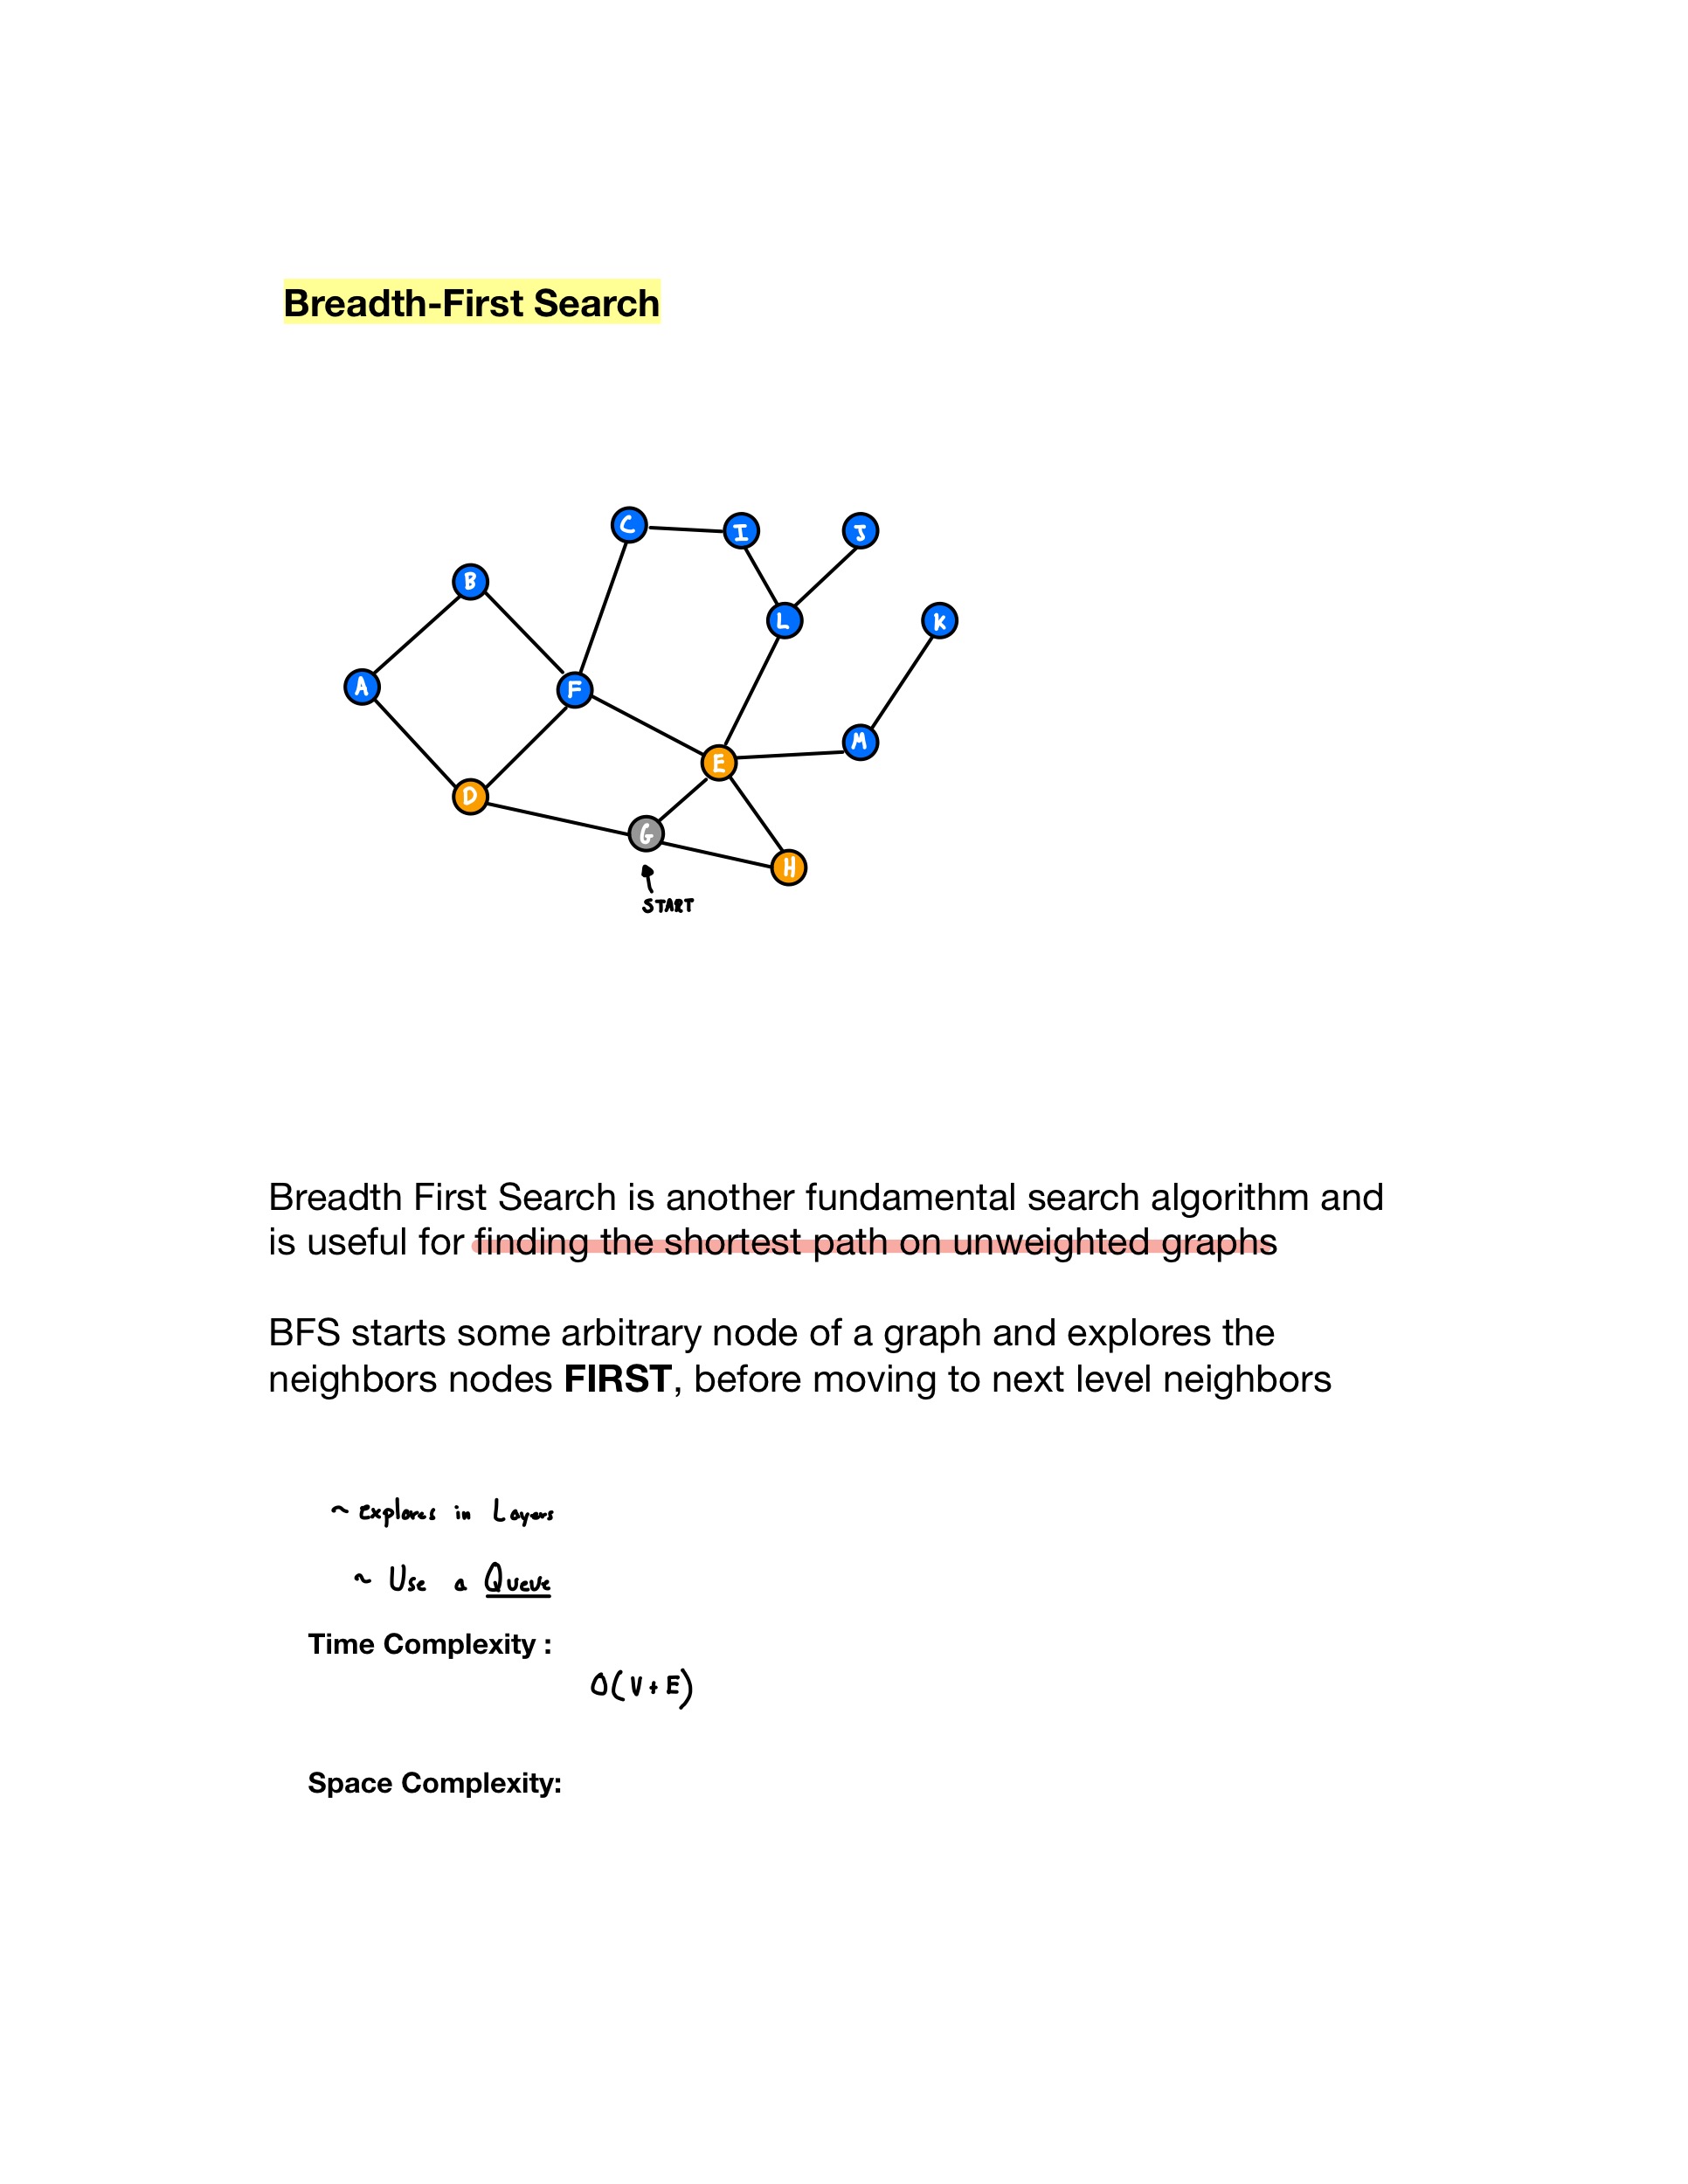 Breadth-First Search
C I J
B
L K
A F
M
E
D
G
H
START
Breadth First Search is another fundamental search algorithm and
is useful for finding the shortest path on unweighted graphs
BFS starts some arbitrary node of a graph and explores the
neighbors nodes FIRST, before moving to next level neighbors
~ Explores in Layers
~ Use a Queue
Time Complexity :
O(V+E)
Space Complexity: